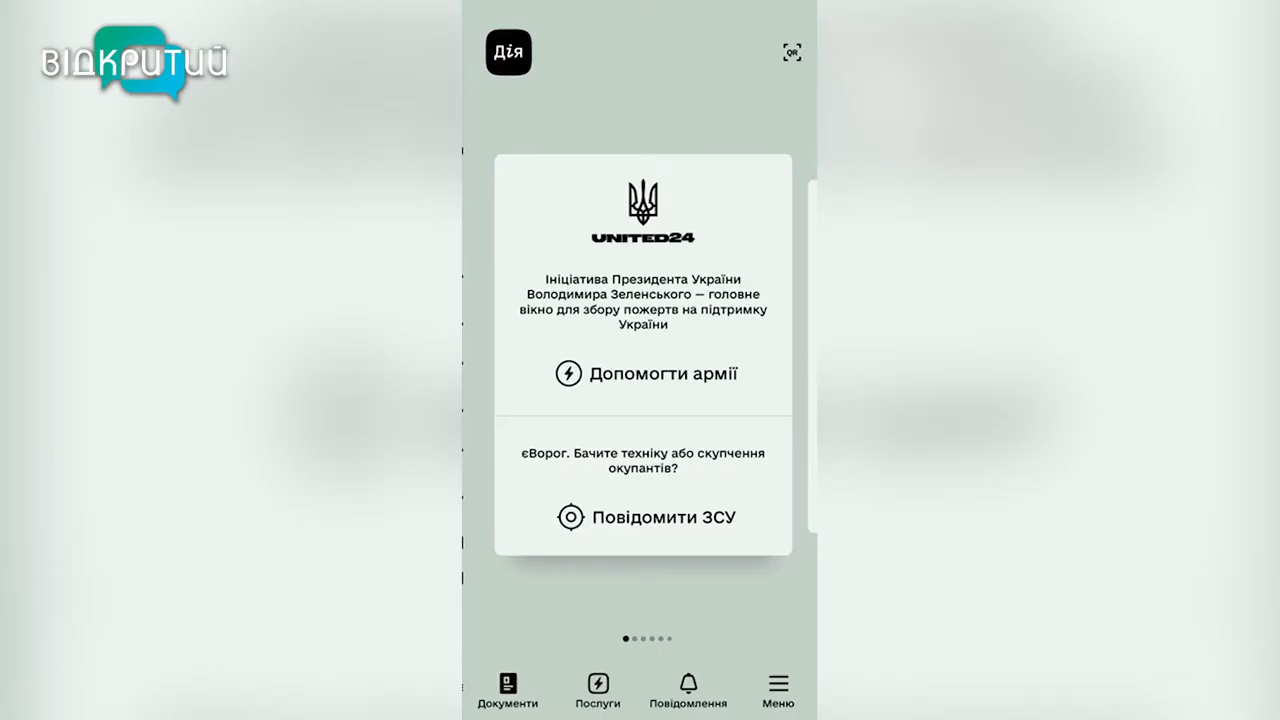 ВІДКРИТИЙ
Дія
QR
UNITED24
Ініціатива Президента України
Володимира Зеленського — головне
вікно для збору пожертв на підтримку
України
Допомогти армії
єВорог. Бачите техніку або скупчення
окупантів?
Повідомити ЗСУ
Документи
Послуги
Повідомлення
Меню